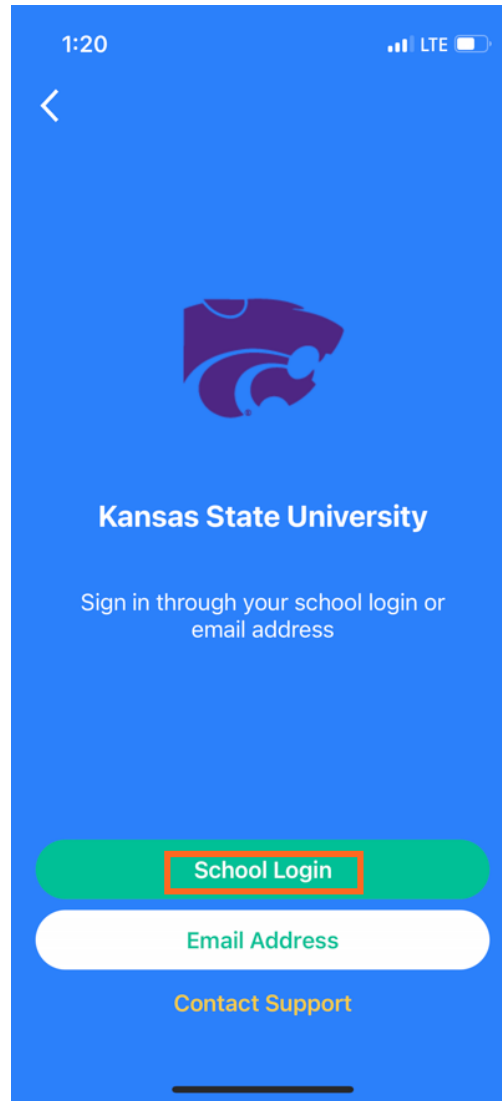 1:20
LTE
Kansas State University
Sign in through your school login or
email address
School Login
Email Address
Contact Support